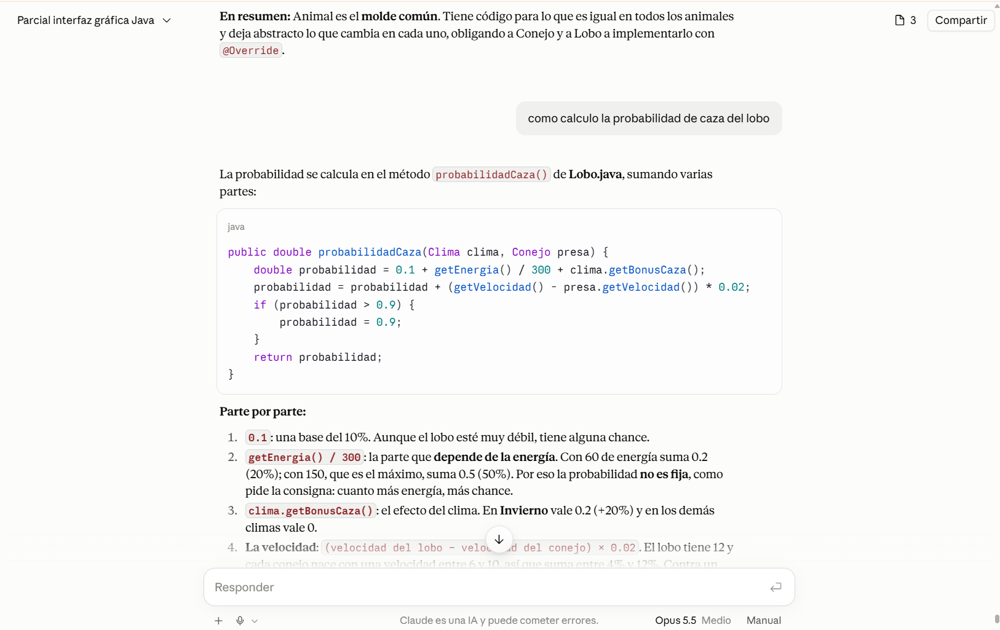 Parcial interfaz gráfica Java
3
Compartir
En resumen: Animal es el molde común. Tiene código para lo que es igual en todos los animales
y deja abstracto lo que cambia en cada uno, obligando a Conejo y a Lobo a implementarlo con
@Override.
como calculo la probabilidad de caza del lobo
La probabilidad se calcula en el método probabilidadCaza() de Lobo.java, sumando varias
partes:
java
public double probabilidadCaza(Clima clima, Conejo presa) {
    double probabilidad = 0.1 + getEnergia() / 300 + clima.getBonusCaza();
    probabilidad = probabilidad + (getVelocidad() - presa.getVelocidad()) * 0.02;
    if (probabilidad > 0.9) {
        probabilidad = 0.9;
    }
    return probabilidad;
}
Parte por parte:
1. 0.1: una base del 10%. Aunque el lobo esté muy débil, tiene alguna chance.
2. getEnergia() / 300: la parte que depende de la energía. Con 60 de energía suma 0.2
(20%); con 150, que es el máximo, suma 0.5 (50%). Por eso la probabilidad no es fija, como
pide la consigna: cuanto más energía, más chance.
3. clima.getBonusCaza(): el efecto del clima. En Invierno vale 0.2 (+20%) y en los demás
climas vale 0.
4. La velocidad: (velocidad del lobo − del conejo) × 0.02. El lobo tiene 12 y
cada conejo nace con una velocidad entre 6 y 10, así que suma entre 4% y 12%. Contra un
Responder
Claude es una IA y puede cometer errores.
Opus 5.5 Medio
Manual